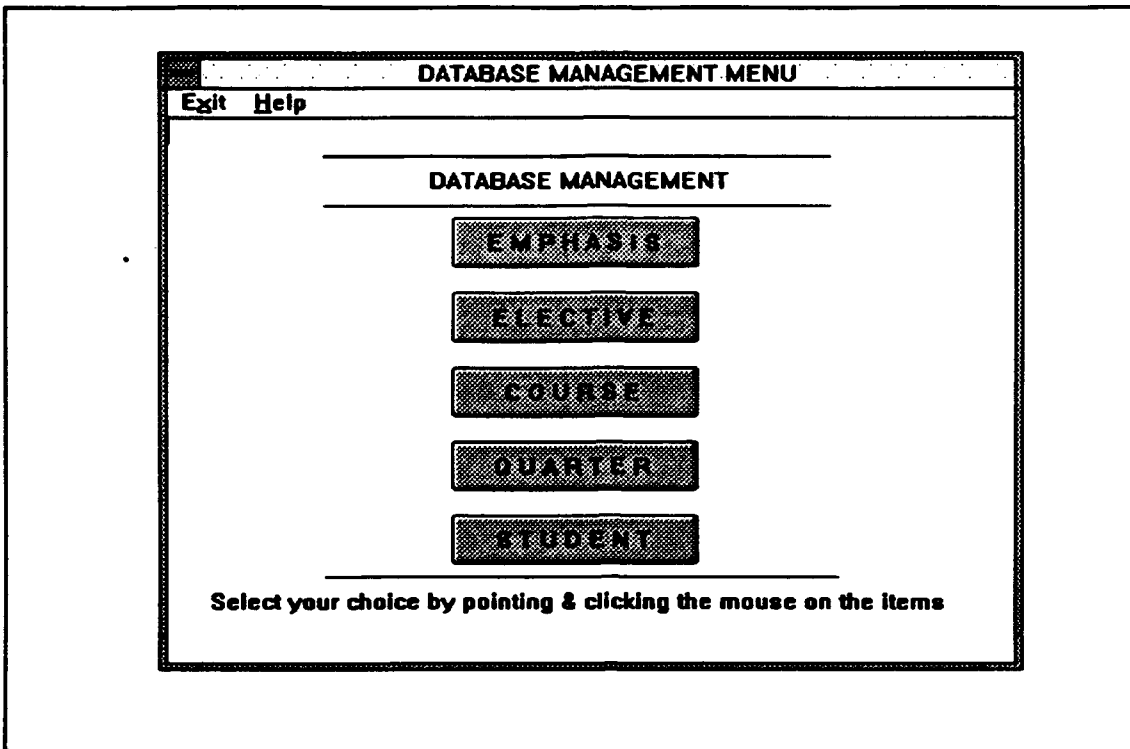 DATABASE MANAGEMENT MENU
Exit Help
DATABASE MANAGEMENT
EMPHASIS
ELECTIVE
COURSE
QUARTER
STUDENT
Select your choice by pointing & clicking the mouse on the items